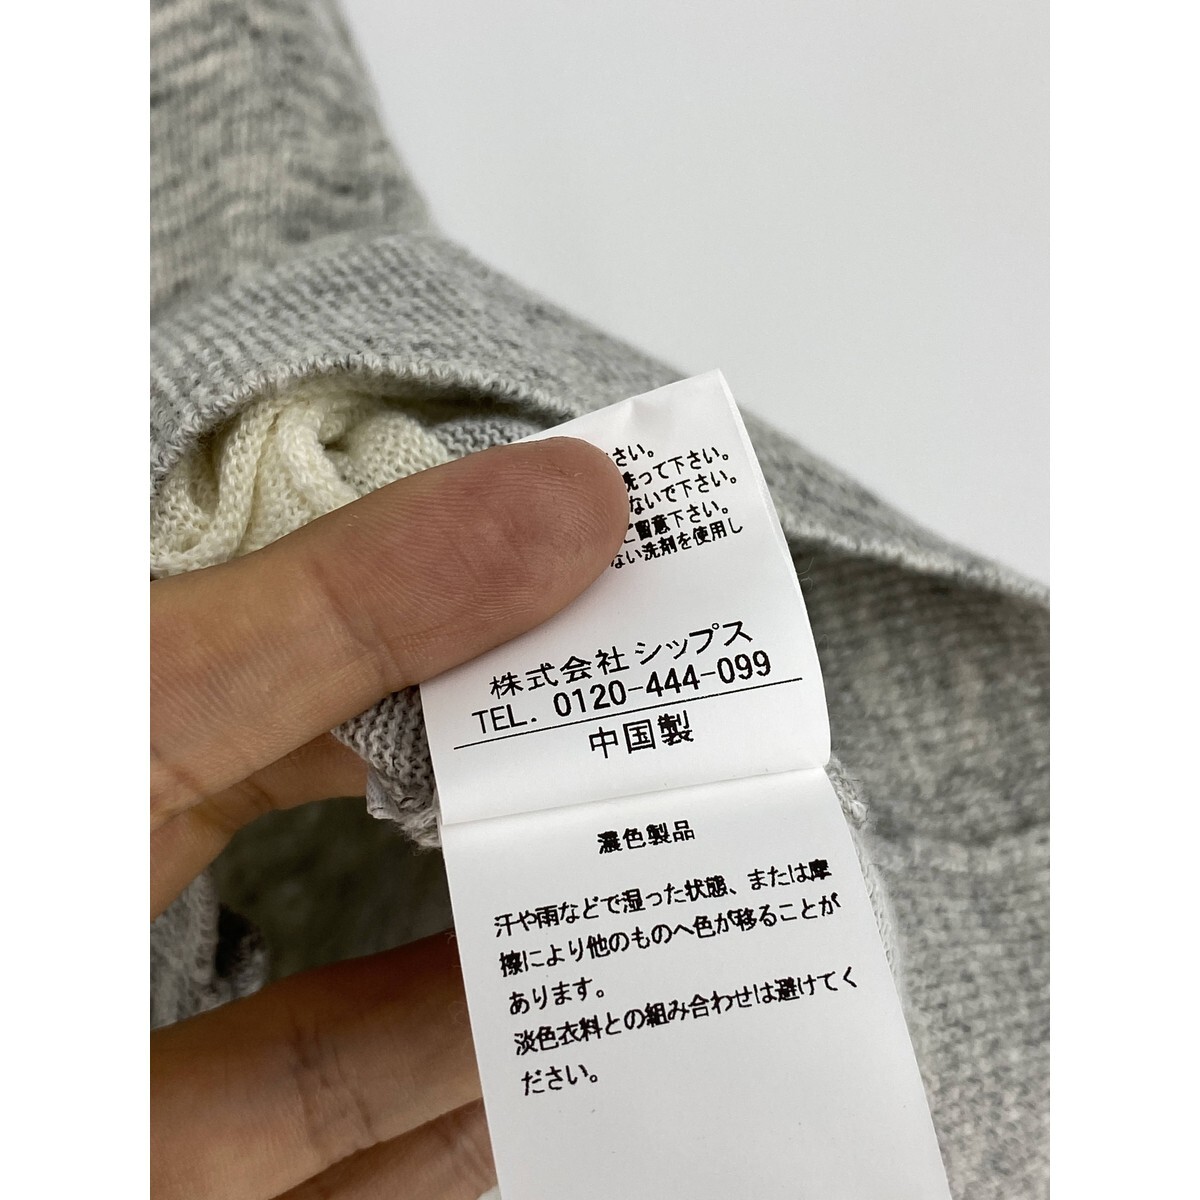 さい。
洗って下さい。
ないで下さい。
ご留意下さい。
ない洗剤を使用し
株式会社シップス
TEL. 0120-444-099
中国製
濃色製品
汗や雨などで湿った状態、または摩
擦により他のものへ色が移ることが
あります。
淡色衣料との組み合わせは避けてく
ださい。